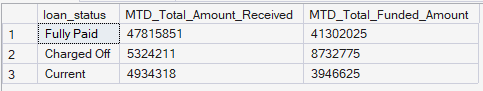 loan_status MTD_Total_Amount_Received MTD_Total_Funded_Amount
1 Fully Paid 47815851 41302025
2 Charged Off 5324211 8732775
3 Current 4934318 3946625